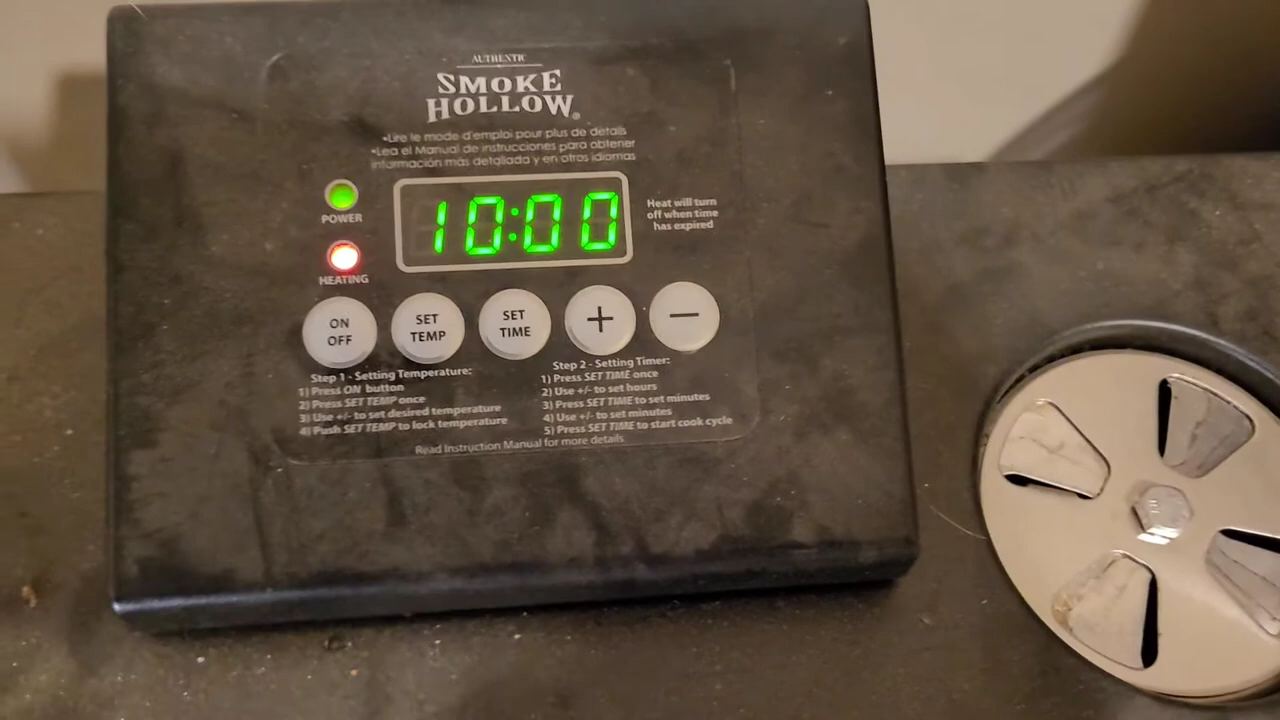 AUTHENTIC
SMOKE
HOLLOW®
•Lire le mode d'emploi pour plus de details
•Lea el Manual de instrucciones para obtener
información más detallada y en otros idiomas
POWER
10:00
Heat will turn
off when time
has expired
HEATING
ON
OFF
SET
TEMP
SET
TIME
+
−
Step 1 - Setting Temperature:
1) Press ON button
2) Press SET TEMP once
3) Use +/- to set desired temperature
4) Push SET TEMP to lock temperature
Step 2 - Setting Timer:
1) Press SET TIME once
2) Use +/- to set hours
3) Press SET TIME to set minutes
4) Use +/- to set minutes
5) Press SET TIME to start cook cycle
Read Instruction Manual for more details